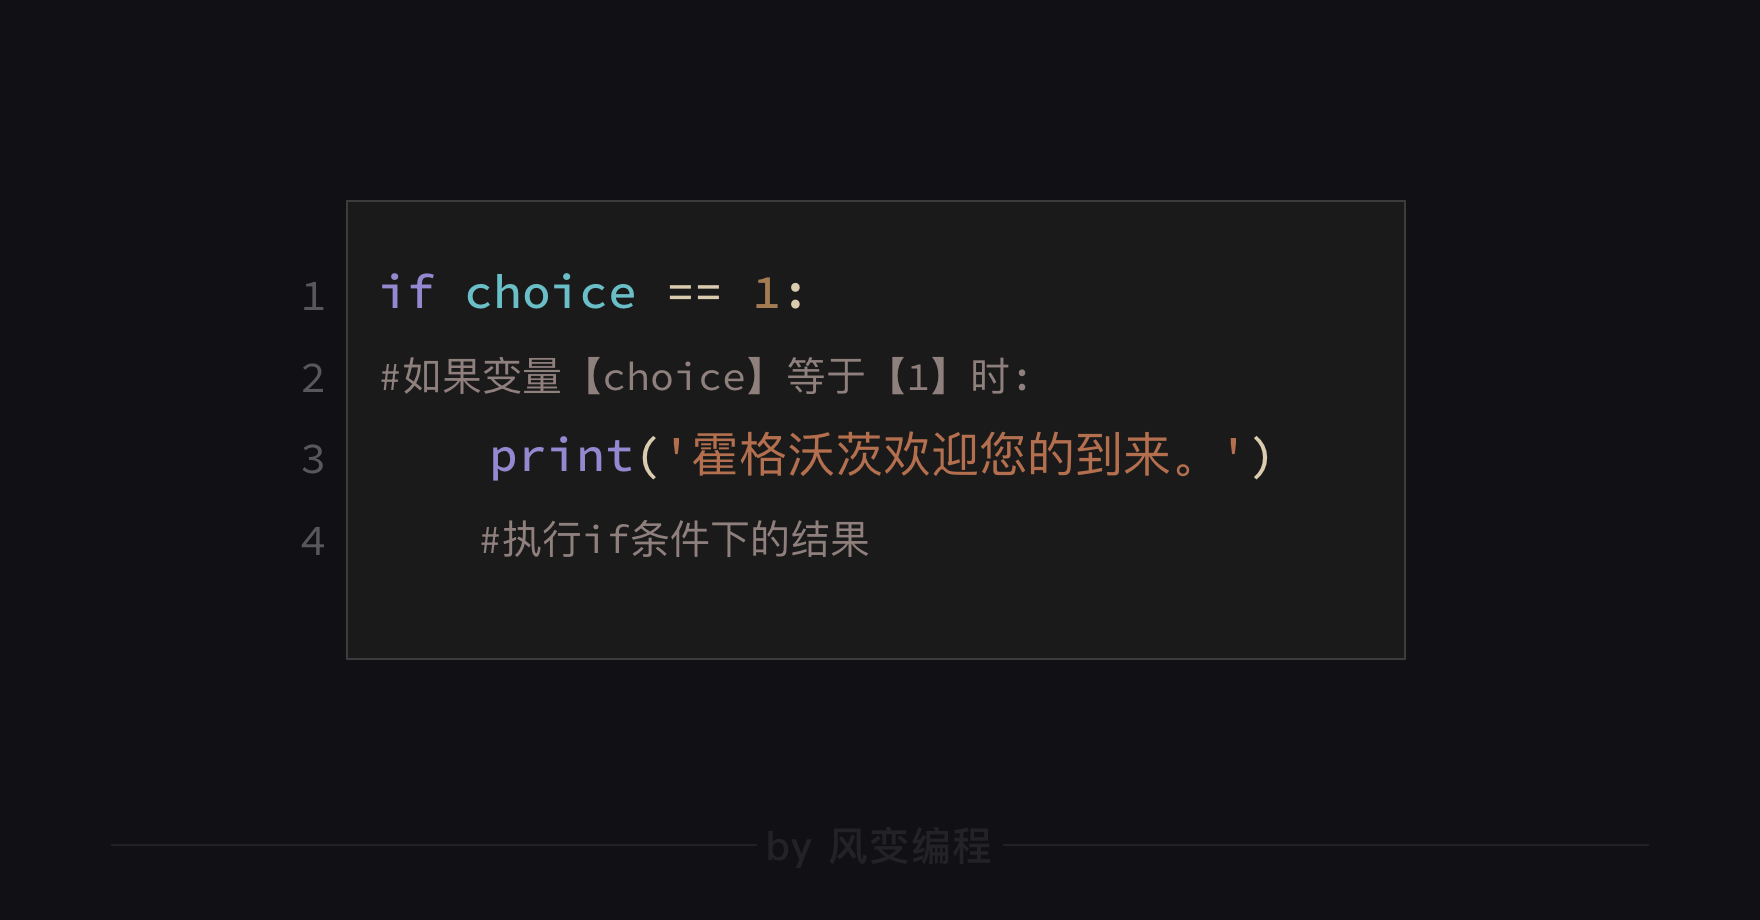 1 if choice == 1:
2 #如果变量【choice】等于【1】时:
3     print('霍格沃茨欢迎您的到来。')
4     #执行if条件下的结果
by 风变编程